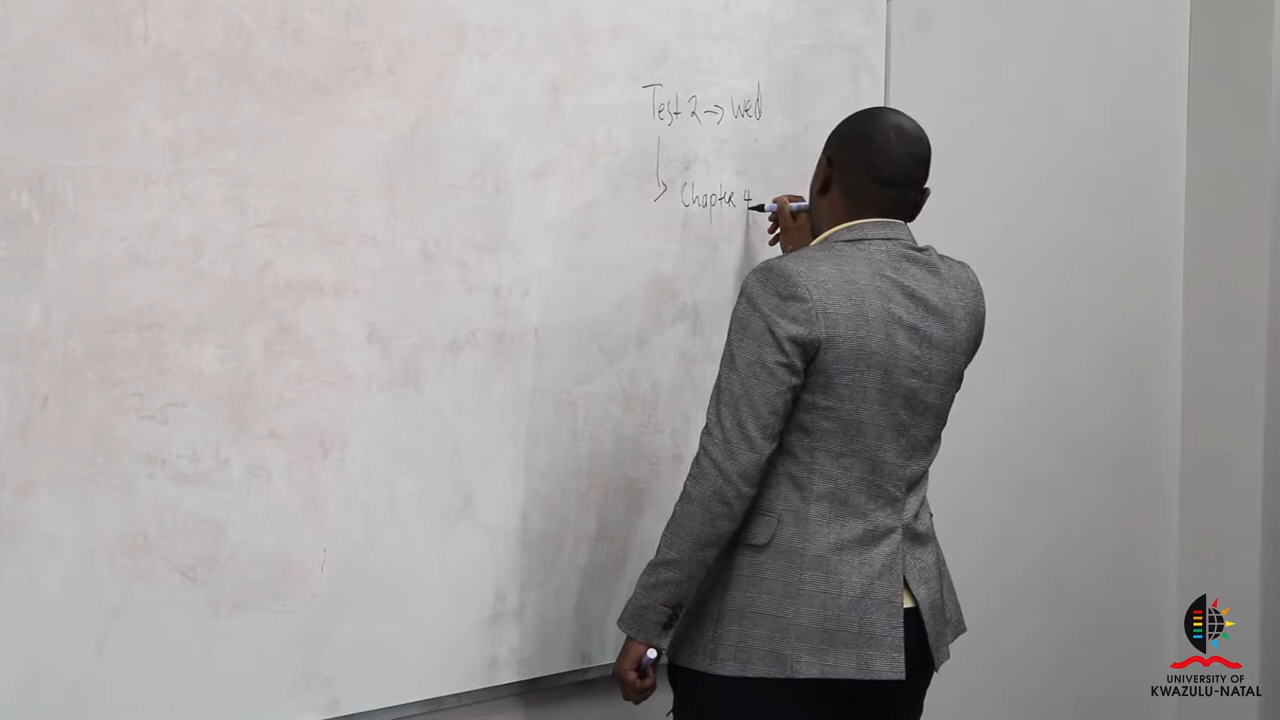 Test 2 → Wed
↳ Chapter 4
UNIVERSITY OF
KWAZULU-NATAL